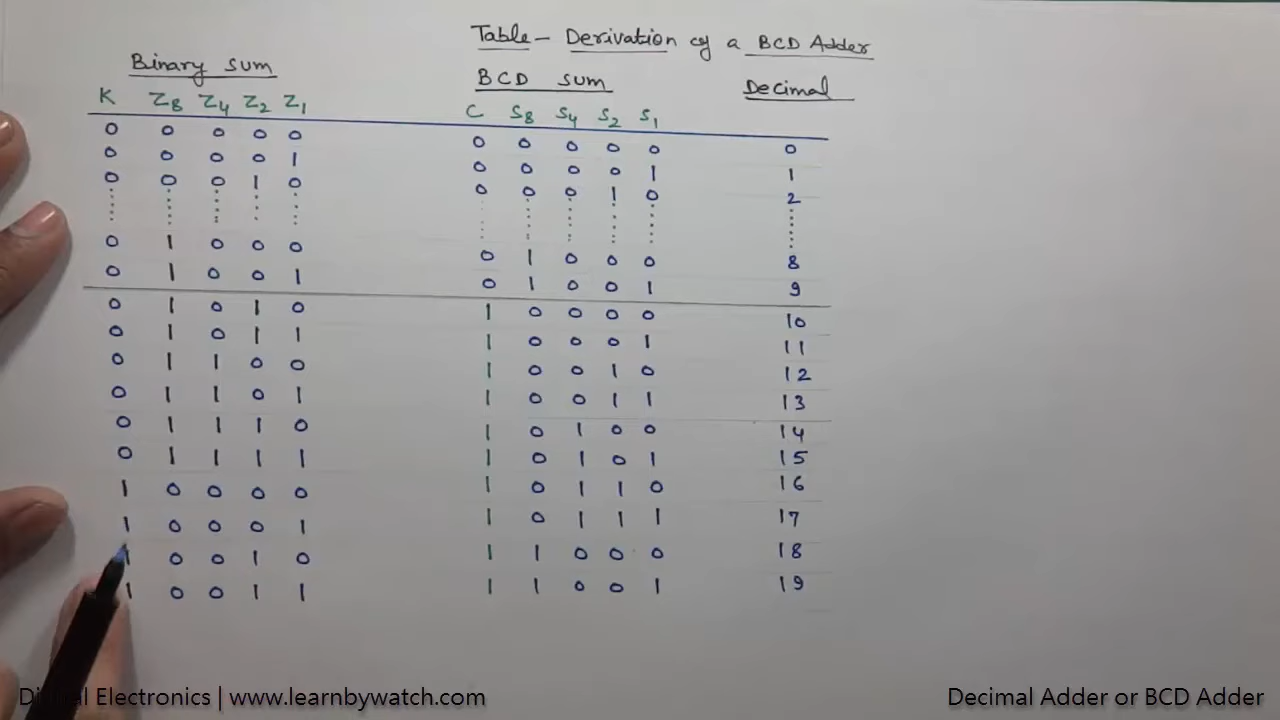 Table - Derivation of a BCD Adder
Binary sum BCD sum Decimal
K Z8 Z4 Z2 Z1 C S8 S4 S2 S1
0 0 0 0 0 0 0 0 0 0 0
0 0 0 0 1 0 0 0 0 1 1
0 0 0 1 0 0 0 0 1 0 2
0 1 0 0 0 0 1 0 0 0 8
0 1 0 0 1 0 1 0 0 1 9
0 1 0 1 0 1 0 0 0 0 10
0 1 0 1 1 1 0 0 0 1 11
0 1 1 0 0 1 0 0 1 0 12
0 1 1 0 1 1 0 0 1 1 13
0 1 1 1 0 1 0 1 0 0 14
0 1 1 1 1 1 0 1 0 1 15
1 0 0 0 0 1 0 1 1 0 16
1 0 0 0 1 1 0 1 1 1 17
1 0 0 1 0 1 1 0 0 0 18
1 0 0 1 1 1 1 0 0 1 19
Digital Electronics | www.learnbywatch.com Decimal Adder or BCD Adder